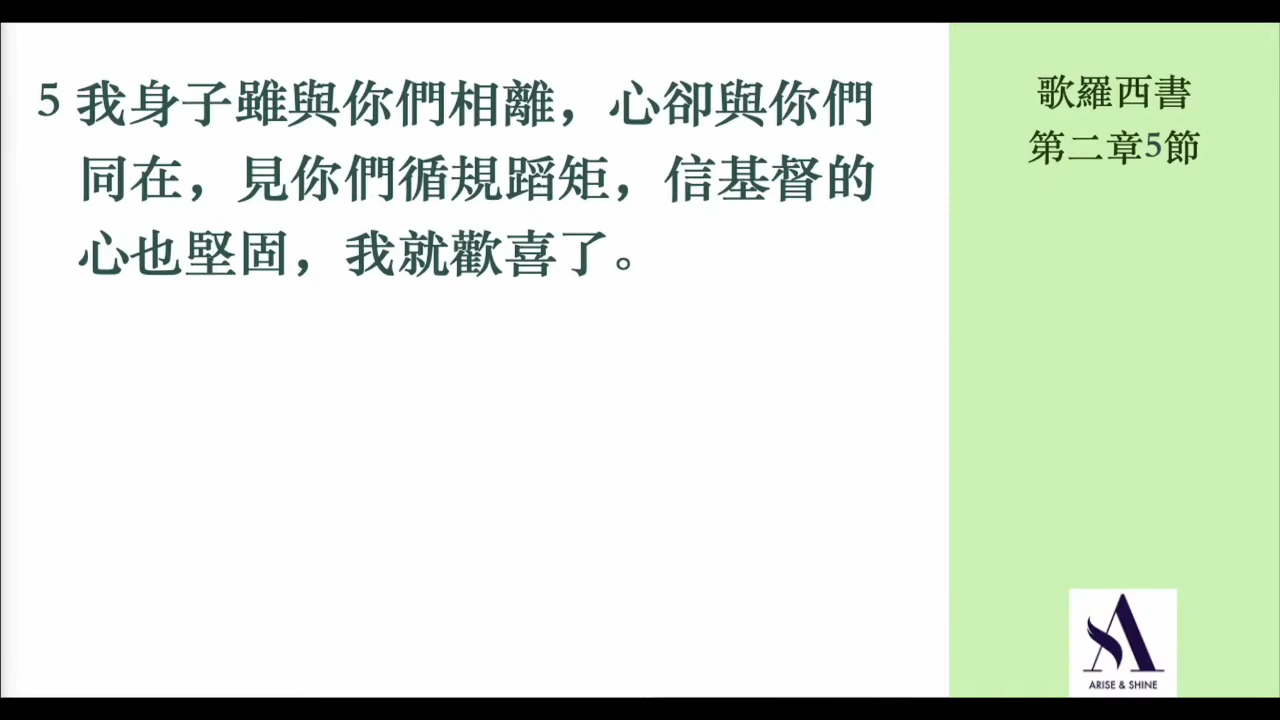 5 我身子雖與你們相離，心卻與你們
同在，見你們循規蹈矩，信基督的
心也堅固，我就歡喜了。
歌羅西書
第二章5節
ARISE & SHINE